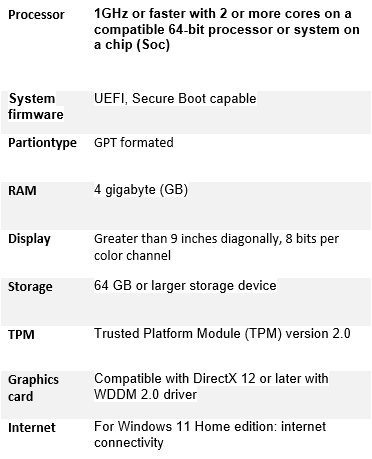 Processor 1GHz or faster with 2 or more cores on a
compatible 64-bit processor or system on
a chip (Soc)
System UEFI, Secure Boot capable
firmware
Partiontype GPT formated
RAM 4 gigabyte (GB)
Display Greater than 9 inches diagonally, 8 bits per
color channel
Storage 64 GB or larger storage device
TPM Trusted Platform Module (TPM) version 2.0
Graphics Compatible with DirectX 12 or later with
card WDDM 2.0 driver
Internet For Windows 11 Home edition: internet
connectivity